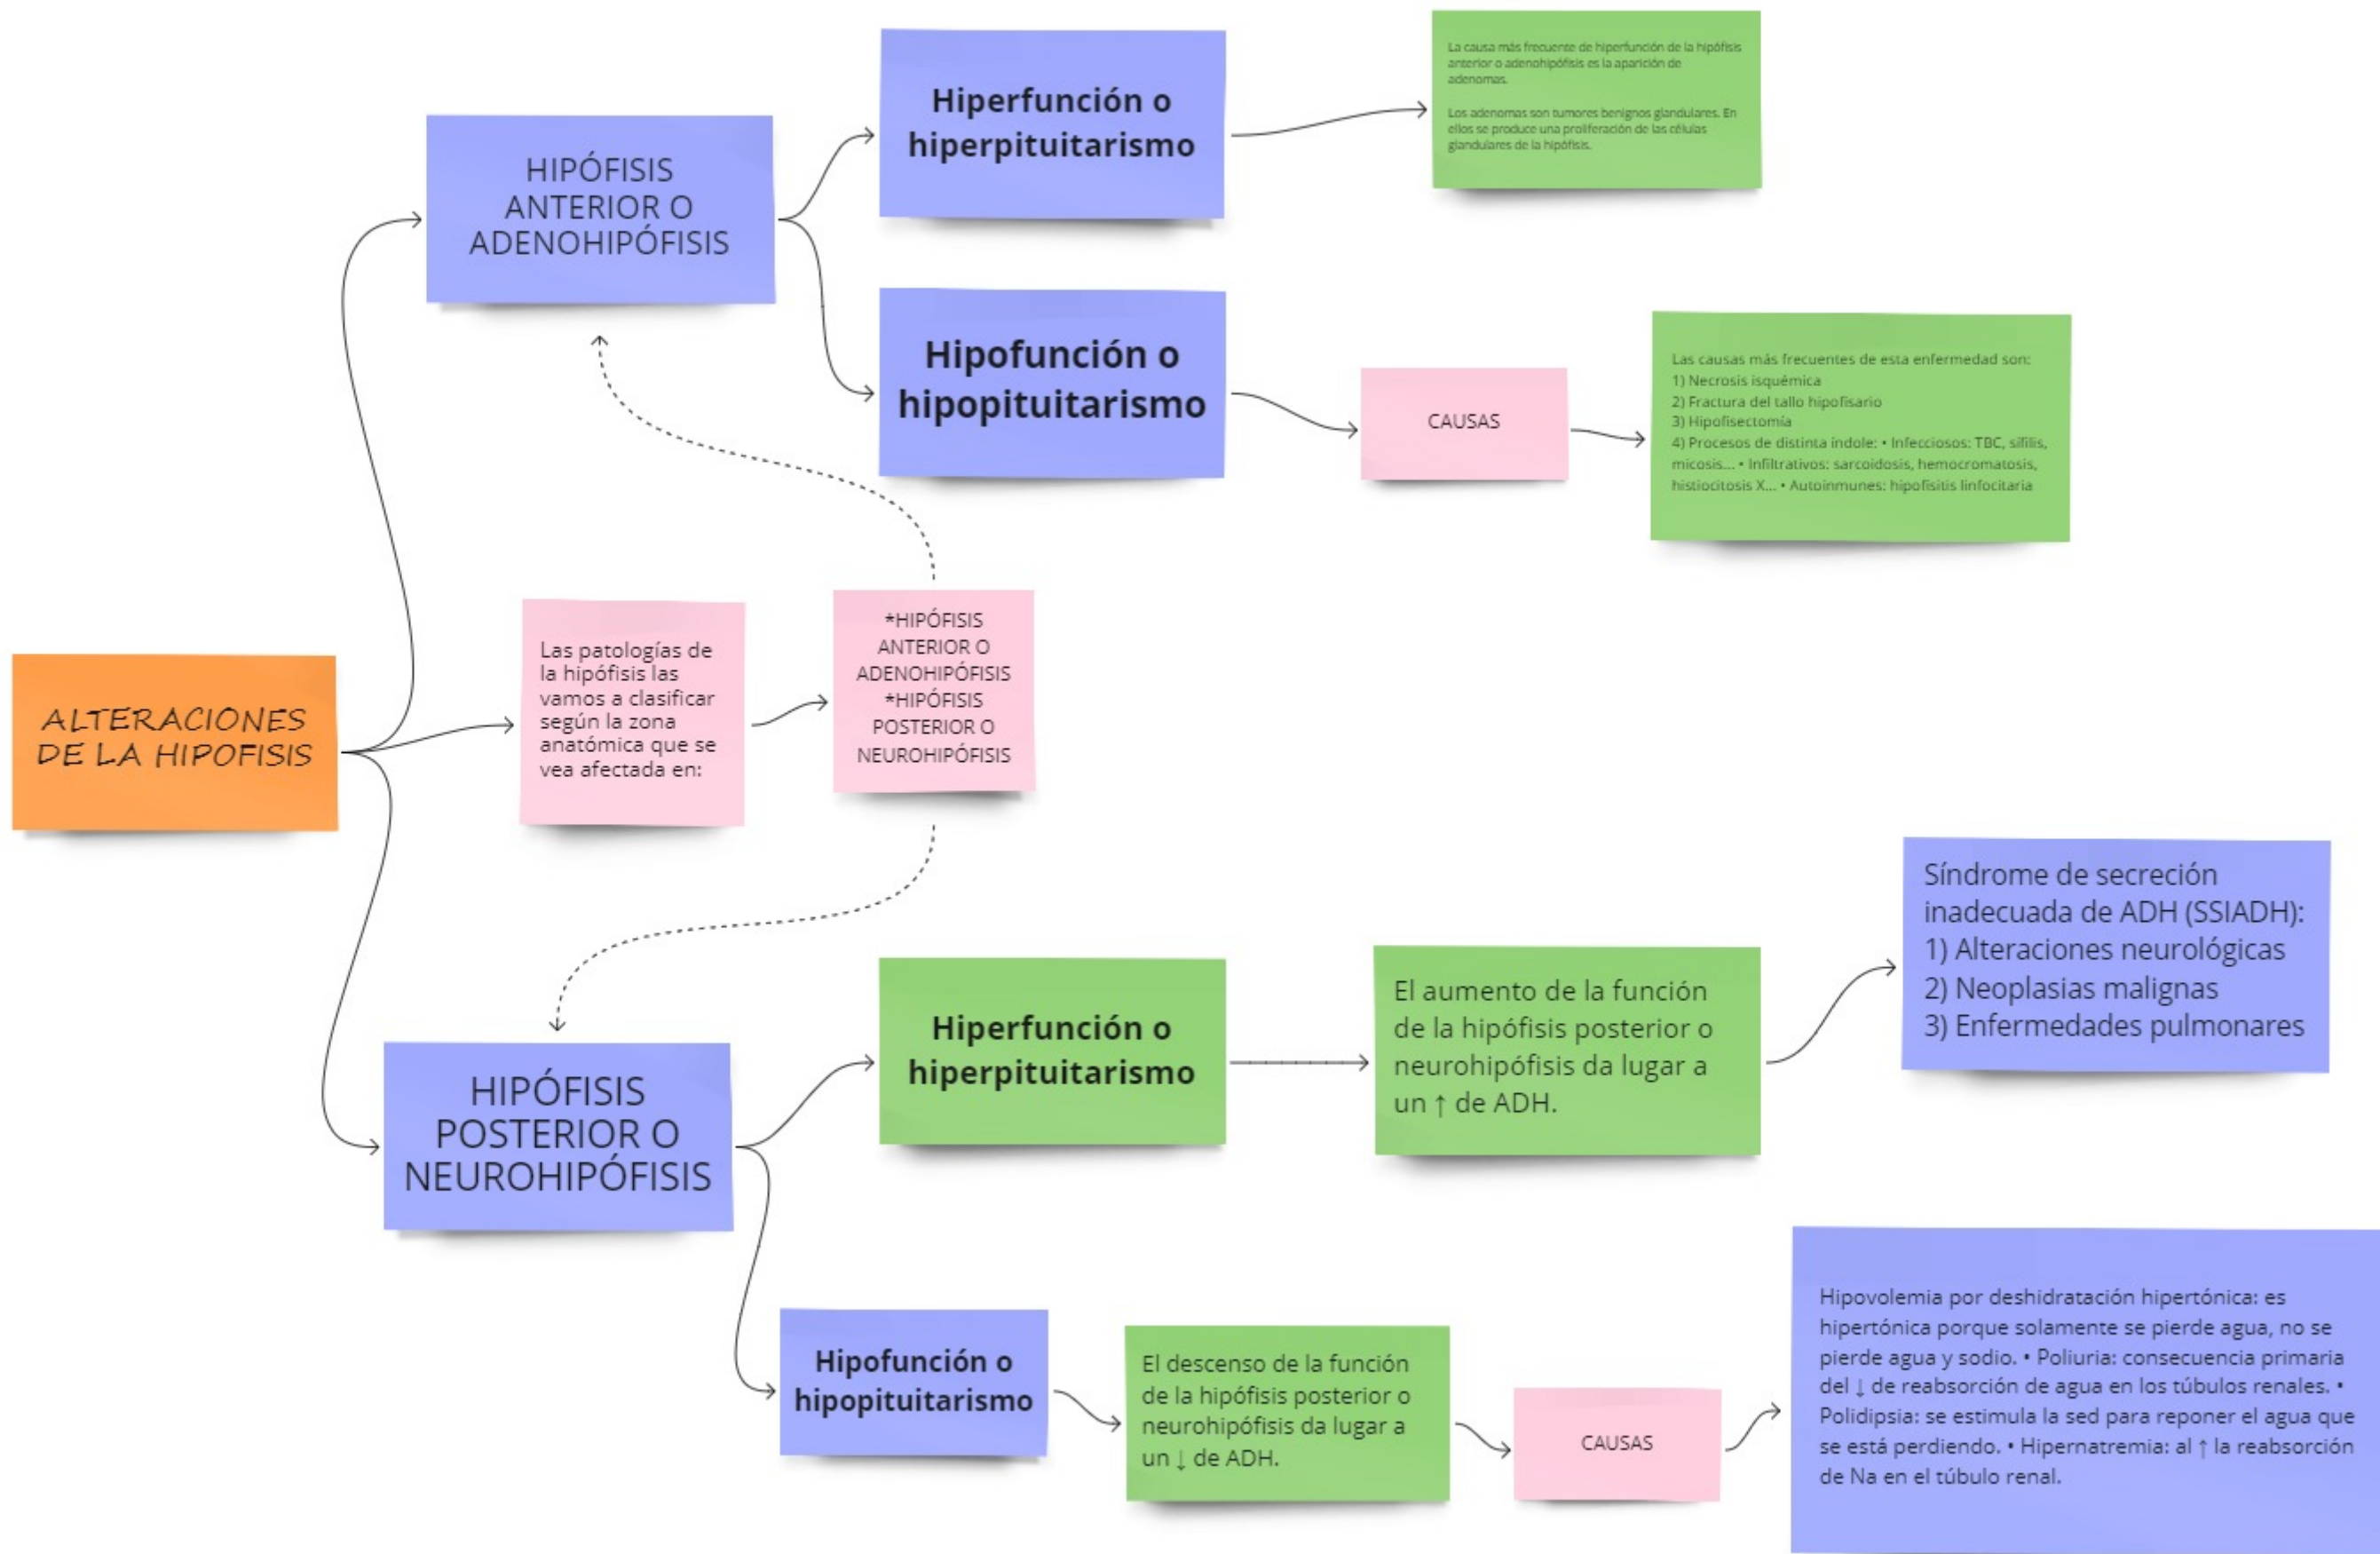 ALTERACIONES
DE LA HIPOFISIS
HIPÓFISIS
ANTERIOR O
ADENOHIPÓFISIS
Hiperfunción o
hiperpituitarismo
La causa más frecuente de hiperfunción de la hipófisis
anterior o adenohipófisis es la aparición de
adenomas.
Los adenomas son tumores benignos glandulares. En
ellos se produce una proliferación de las células
glandulares de la hipófisis.
Hipofunción o
hipopituitarismo
CAUSAS
Las causas más frecuentes de esta enfermedad son:
1) Necrosis isquémica
2) Fractura del tallo hipofisario
3) Hipofisectomía
4) Procesos de distinta índole: • Infecciosos: TBC, sífilis,
micosis... • Infiltrativos: sarcoidosis, hemocromatosis,
histiocitosis X... • Autoinmunes: hipofisitis linfocitaria
Las patologías de
la hipófisis las
vamos a clasificar
según la zona
anatómica que se
vea afectada en:
*HIPÓFISIS
ANTERIOR O
ADENOHIPÓFISIS
*HIPÓFISIS
POSTERIOR O
NEUROHIPÓFISIS
HIPÓFISIS
POSTERIOR O
NEUROHIPÓFISIS
Hiperfunción o
hiperpituitarismo
El aumento de la función
de la hipófisis posterior o
neurohipófisis da lugar a
un ↑ de ADH.
Síndrome de secreción
inadecuada de ADH (SSIADH):
1) Alteraciones neurológicas
2) Neoplasias malignas
3) Enfermedades pulmonares
Hipofunción o
hipopituitarismo
El descenso de la función
de la hipófisis posterior o
neurohipófisis da lugar a
un ↓ de ADH.
CAUSAS
Hipovolemia por deshidratación hipertónica: es
hipertónica porque solamente se pierde agua, no se
pierde agua y sodio. • Poliuria: consecuencia primaria
del ↓ de reabsorción de agua en los túbulos renales. •
Polidipsia: se estimula la sed para reponer el agua que
se está perdiendo. • Hipernatremia: al ↑ la reabsorción
de Na en el túbulo renal.